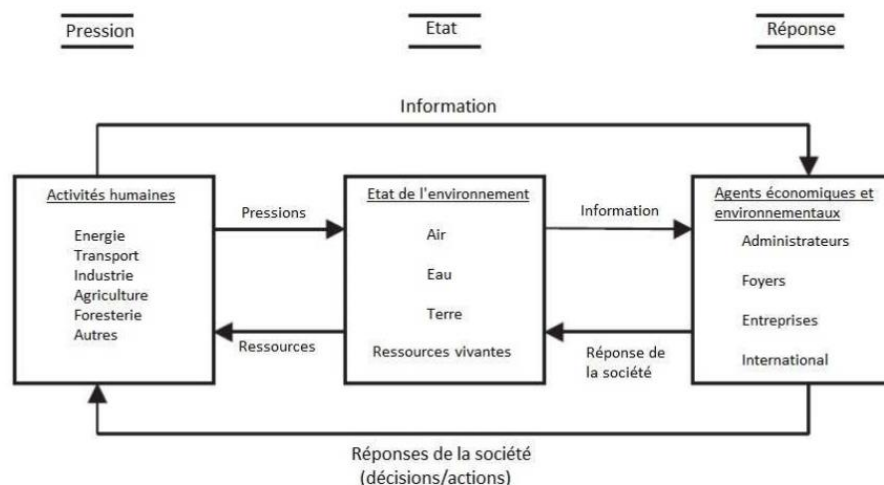 Pression
Etat
Réponse
Information
Activités humaines
Energie
Transport
Industrie
Agriculture
Foresterie
Autres
Pressions
Ressources
Etat de l'environnement
Air
Eau
Terre
Ressources vivantes
Information
Réponse de
la société
Agents économiques et
environnementaux
Administrateurs
Foyers
Entreprises
International
Réponses de la société
(décisions/actions)